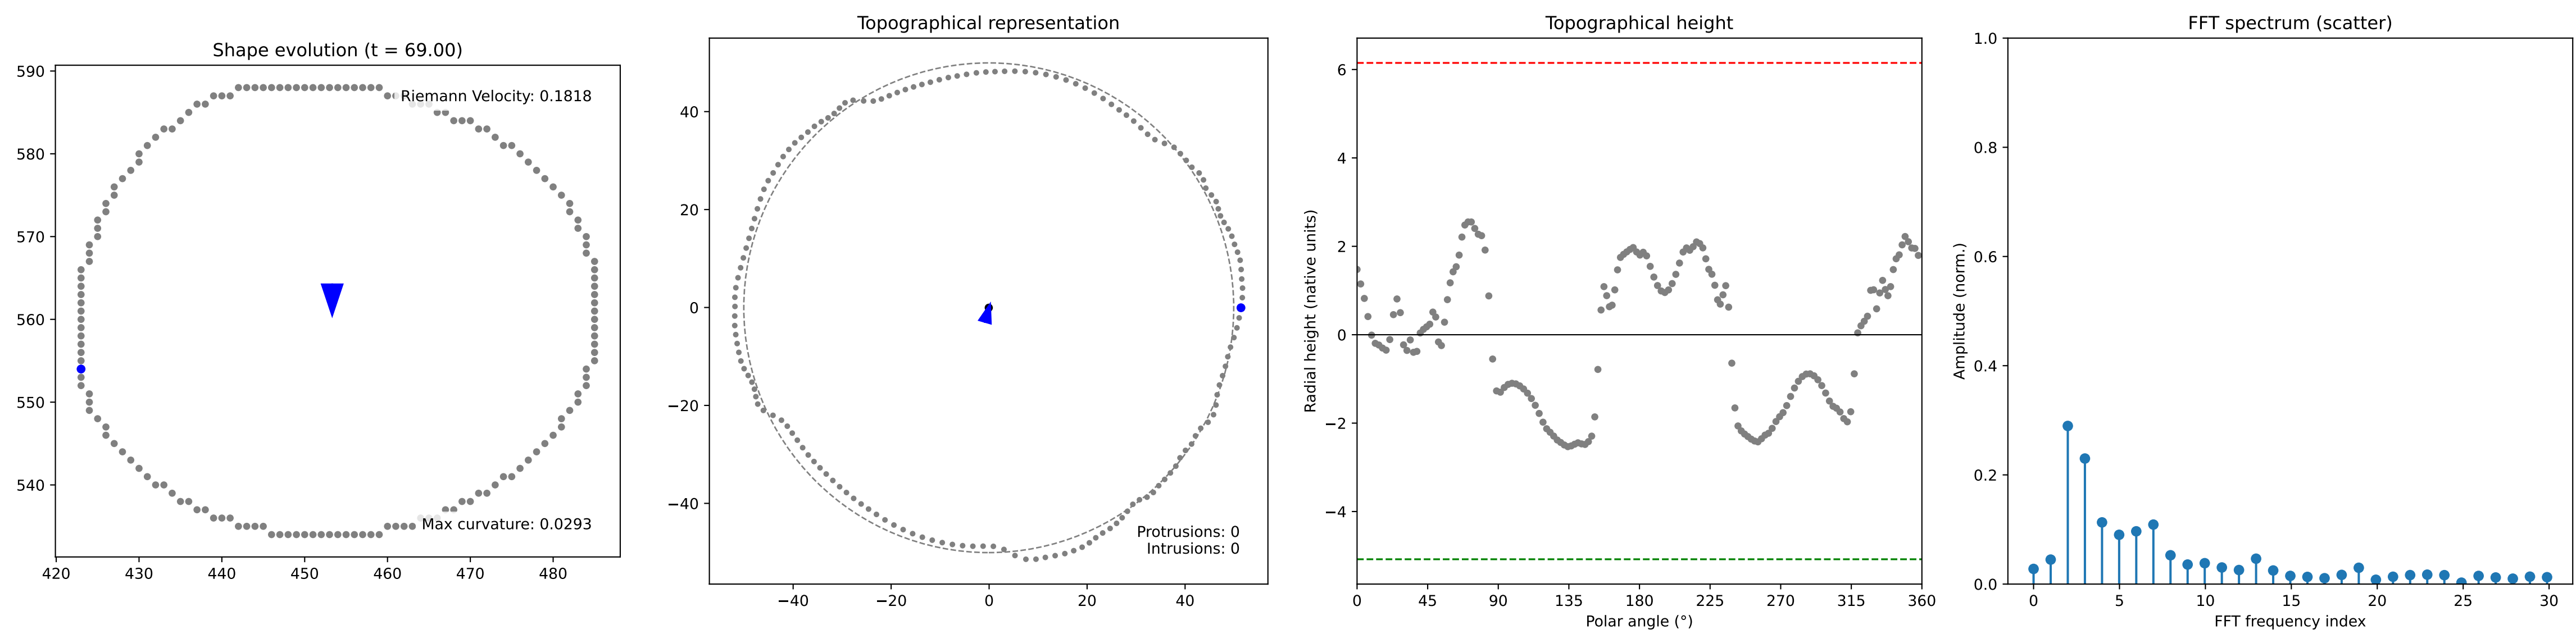 Shape evolution (t = 69.00)
590
580
570
560
550
540
420 430 440 450 460 470 480
Riemann Velocity: 0.1818
Max curvature: 0.0293
Topographical representation
40
20
0
−20
−40
−40 −20 0 20 40
Protrusions: 0
Intrusions: 0
Topographical height
Radial height (native units)
6
4
2
0
−2
−4
0 45 90 135 180 225 270 315 360
Polar angle (°)
FFT spectrum (scatter)
Amplitude (norm.)
1.0
0.8
0.6
0.4
0.2
0.0
0 5 10 15 20 25 30
FFT frequency index